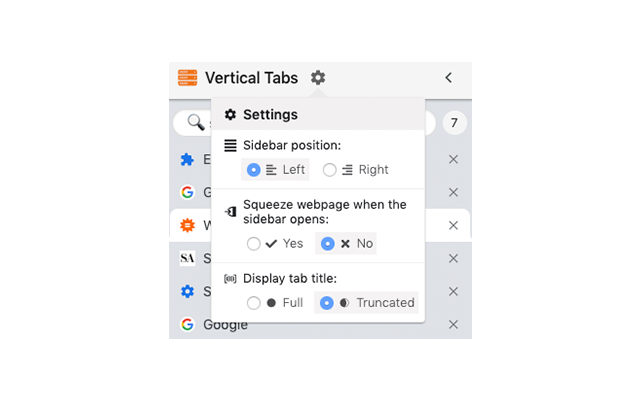 Vertical Tabs
7
Settings
Sidebar position:
Left Right
Squeeze webpage when the
sidebar opens:
Yes No
Display tab title:
Full Truncated
SA
Google